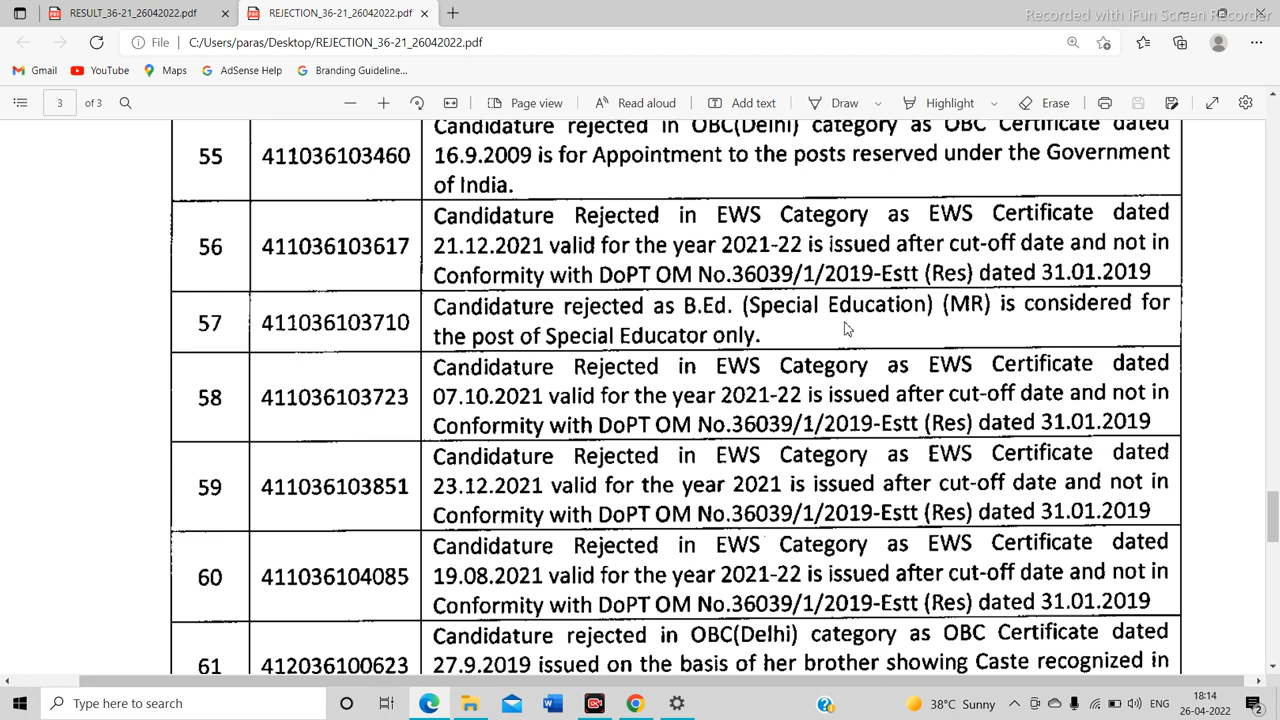 RESULT_36-21_26042022.pdf
REJECTION_36-21_26042022.pdf
Recorded with iFun Screen Recorder
File C:/Users/paras/Desktop/REJECTION_36-21_26042022.pdf
Gmail YouTube Maps AdSense Help Branding Guideline...
3 of 3 Page view Read aloud Add text Draw Highlight Erase
Candidature rejected in OBC(Delhi) category as OBC Certificate dated
55 411036103460 16.9.2009 is for Appointment to the posts reserved under the Government
of India.
Candidature Rejected in EWS Category as EWS Certificate dated
56 411036103617 21.12.2021 valid for the year 2021-22 is issued after cut-off date and not in
Conformity with DoPT OM No.36039/1/2019-Estt (Res) dated 31.01.2019
57 411036103710 Candidature rejected as B.Ed. (Special Education) (MR) is considered for
the post of Special Educator only.
Candidature Rejected in EWS Category as EWS Certificate dated
58 411036103723 07.10.2021 valid for the year 2021-22 is issued after cut-off date and not in
Conformity with DoPT OM No.36039/1/2019-Estt (Res) dated 31.01.2019
Candidature Rejected in EWS Category as EWS Certificate dated
59 411036103851 23.12.2021 valid for the year 2021 is issued after cut-off date and not in
Conformity with DoPT OM No.36039/1/2019-Estt (Res) dated 31.01.2019
Candidature Rejected in EWS Category as EWS Certificate dated
60 411036104085 19.08.2021 valid for the year 2021-22 is issued after cut-off date and not in
Conformity with DoPT OM No.36039/1/2019-Estt (Res) dated 31.01.2019
Candidature rejected in OBC(Delhi) category as OBC Certificate dated
61 412036100623 27.9.2019 issued on the basis of her brother showing Caste recognized in
Type here to search 38°C Sunny ENG 18:14
26-04-2022 2